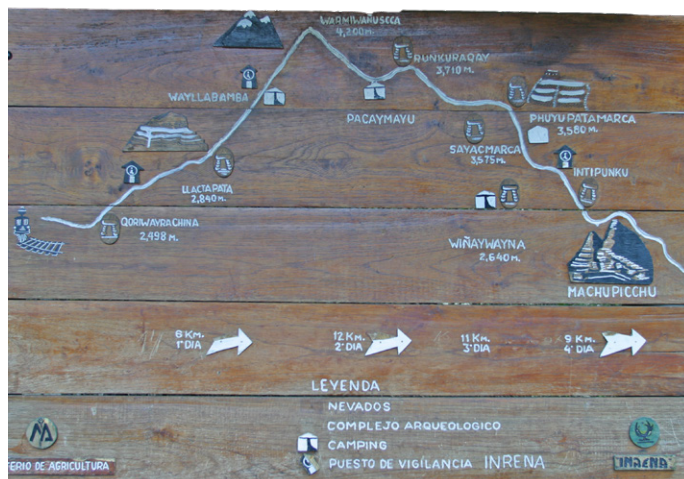 WARMIWAÑUSCCA
4,200 M.
RUNKURAQAY
3,710 M.
WAYLLABAMBA
PACAYMAYU
PHUYUPATAMARCA
3,580 M.
SAYACMARCA
3,575 M.
INTIPUNKU
LLACTAPATA
2,840 M.
QORIWAYRACHINA
2,498 M.
WIÑAYWAYNA
2,640 M.
MACHUPICCHU
6 KM.
1° DIA
12 KM.
2° DIA
11 KM.
3° DIA
9 KM.
4° DIA
LEYENDA
NEVADOS
COMPLEJO ARQUEOLOGICO
CAMPING
PUESTO DE VIGILANCIA INRENA
TERIO DE AGRICULTURA
INRENA